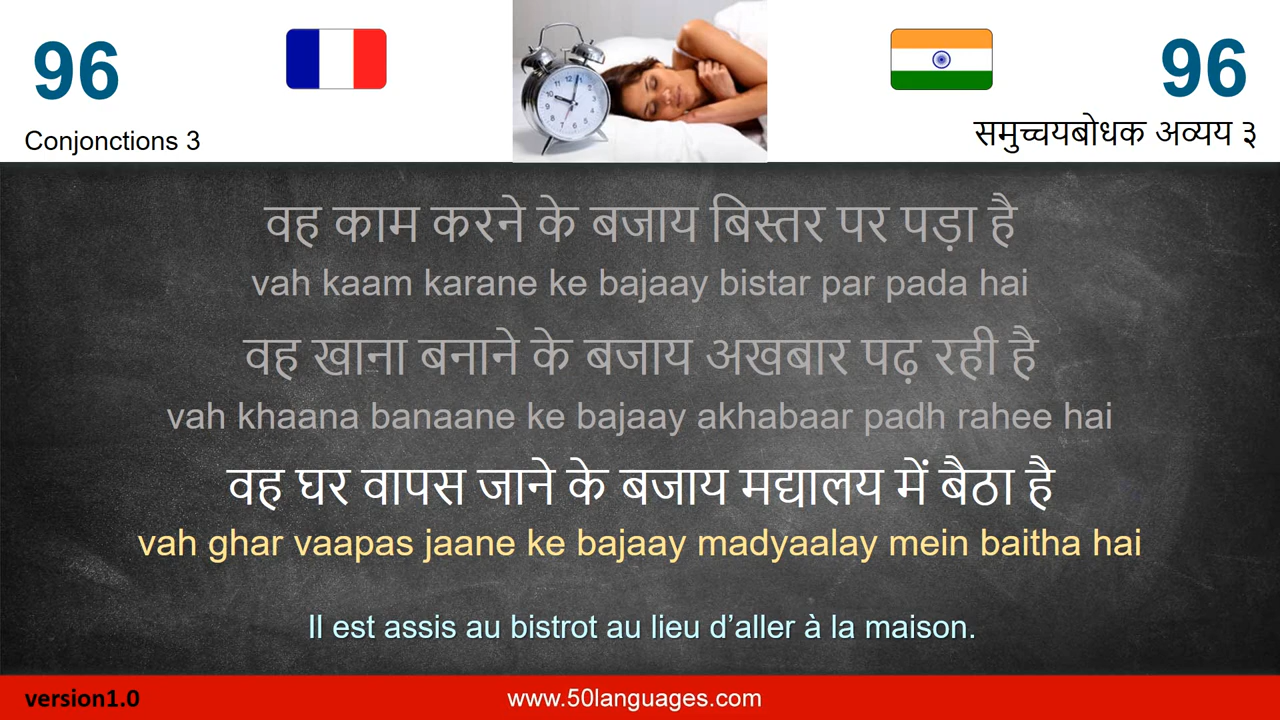 96
96
Conjonctions 3
समुच्चयबोधक अव्यय ३
वह काम करने के बजाय बिस्तर पर पड़ा है
vah kaam karane ke bajaay bistar par pada hai
वह खाना बनाने के बजाय अखबार पढ़ रही है
vah khaana banaane ke bajaay akhabaar padh rahee hai
वह घर वापस जाने के बजाय मद्यालय में बैठा है
vah ghar vaapas jaane ke bajaay madyaalay mein baitha hai
Il est assis au bistrot au lieu d’aller à la maison.
version1.0
www.50languages.com